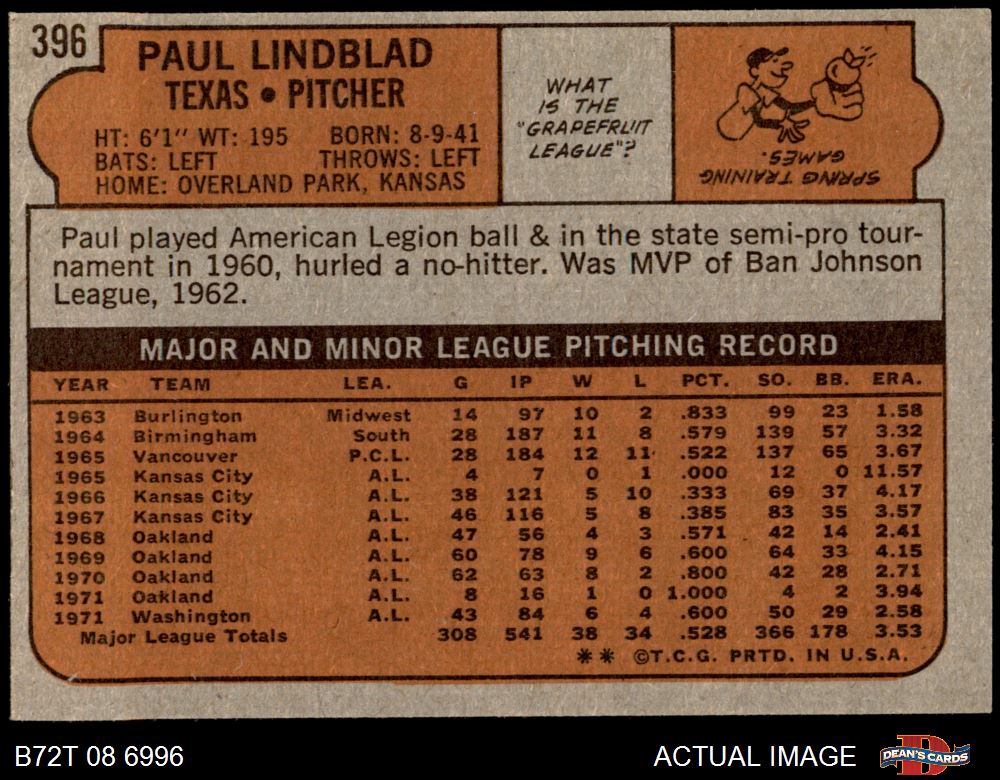 396
PAUL LINDBLAD
TEXAS • PITCHER
HT: 6'1" WT: 195 BORN: 8-9-41
BATS: LEFT THROWS: LEFT
HOME: OVERLAND PARK, KANSAS
WHAT
IS THE
"GRAPEFRUIT
LEAGUE"?
SPRING TRAINING
GAMES.
Paul played American Legion ball & in the state semi-pro tour-
nament in 1960, hurled a no-hitter. Was MVP of Ban Johnson
League, 1962.
MAJOR AND MINOR LEAGUE PITCHING RECORD
YEAR TEAM LEA. G IP W L PCT. SO. BB. ERA.
1963 Burlington Midwest 14 97 10 2 .833 99 23 1.58
1964 Birmingham South 28 187 11 8 .579 139 57 3.32
1965 Vancouver P.C.L. 28 184 12 11 .522 137 65 3.67
1965 Kansas City A.L. 4 7 0 1 .000 12 0 11.57
1966 Kansas City A.L. 38 121 5 10 .333 69 37 4.17
1967 Kansas City A.L. 46 116 5 8 .385 83 35 3.57
1968 Oakland A.L. 47 56 4 3 .571 42 14 2.41
1969 Oakland A.L. 60 78 9 6 .600 64 33 4.15
1970 Oakland A.L. 62 63 8 2 .800 42 28 2.71
1971 Oakland A.L. 8 16 1 0 1.000 4 2 3.94
1971 Washington A.L. 43 84 6 4 .600 50 29 2.58
Major League Totals 308 541 38 34 .528 366 178 3.53
** ©T.C.G. PRTD. IN U.S.A.
B72T 08 6996
ACTUAL IMAGE
DEAN'S CARDS